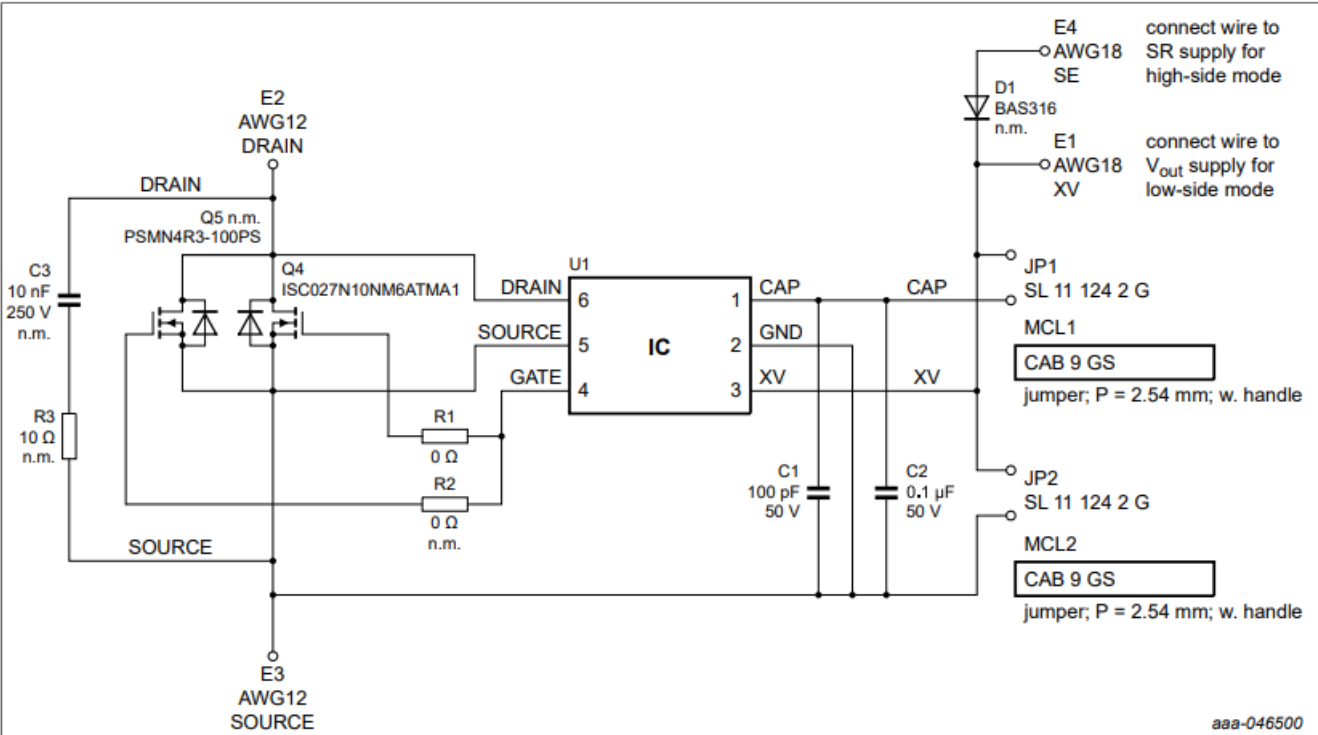 E4
AWG18
SE
connect wire to
SR supply for
high-side mode
D1
BAS316
n.m.
E1
AWG18
XV
connect wire to
Vout supply for
low-side mode
E2
AWG12
DRAIN
DRAIN
Q5 n.m.
PSMN4R3-100PS
C3
10 nF
250 V
n.m.
Q4
ISC027N10NM6ATMA1
U1
DRAIN
6
SOURCE
5
GATE
4
IC
1
CAP
CAP
2
GND
3
XV
XV
JP1
SL 11 124 2 G
MCL1
CAB 9 GS
jumper; P = 2.54 mm; w. handle
R3
10 Ω
n.m.
R1
0 Ω
R2
0 Ω
n.m.
C1
100 pF
50 V
C2
0.1 µF
50 V
JP2
SL 11 124 2 G
MCL2
CAB 9 GS
jumper; P = 2.54 mm; w. handle
SOURCE
E3
AWG12
SOURCE
aaa-046500